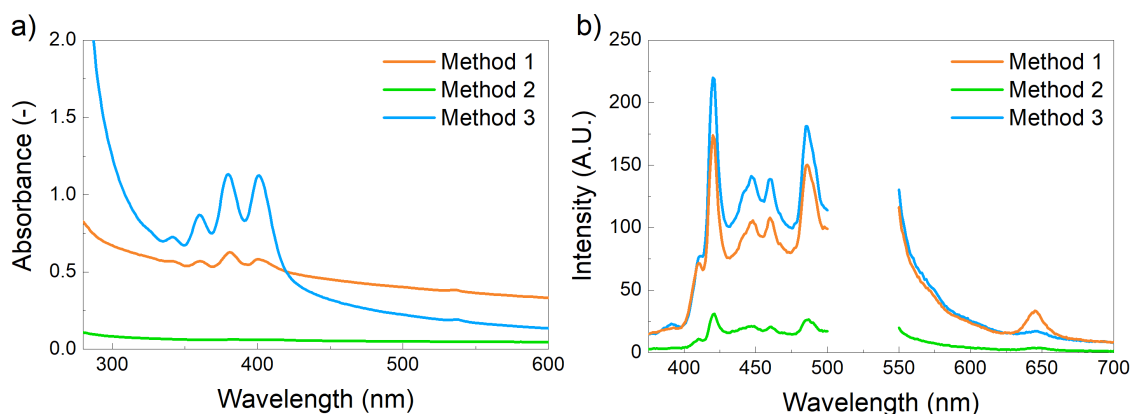 a)
2.0
1.5
1.0
0.5
0.0
Absorbance (-)
300
400
500
600
Wavelength (nm)
Method 1
Method 2
Method 3
b)
250
200
150
100
50
0
Intensity (A.U.)
400
450
500
550
600
650
700
Wavelength (nm)
Method 1
Method 2
Method 3